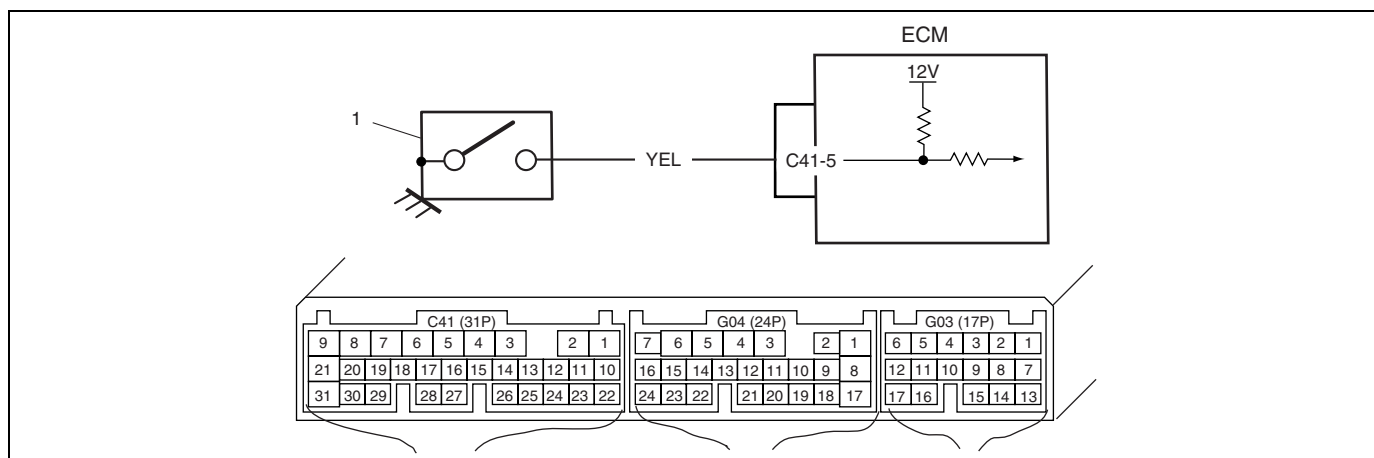 ECM
12V
1
YEL
C41-5
C41 (31P) G04 (24P) G03 (17P)
9 8 7 6 5 4 3 2 1 7 6 5 4 3 2 1 6 5 4 3 2 1
21 20 19 18 17 16 15 14 13 12 11 10 16 15 14 13 12 11 10 9 8 12 11 10 9 8 7
31 30 29 28 27 26 25 24 23 22 24 23 22 21 20 19 18 17 17 16 15 14 13